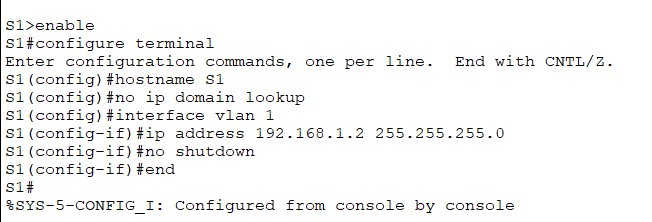 S1>enable
S1#configure terminal
Enter configuration commands, one per line.  End with CNTL/Z.
S1(config)#hostname S1
S1(config)#no ip domain lookup
S1(config)#interface vlan 1
S1(config-if)#ip address 192.168.1.2 255.255.255.0
S1(config-if)#no shutdown
S1(config-if)#end
S1#
%SYS-5-CONFIG_I: Configured from console by console